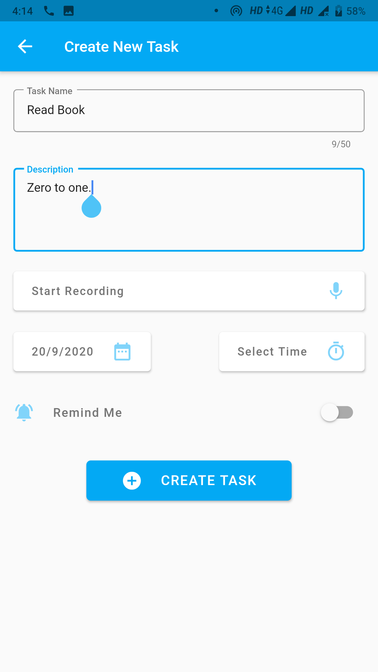 4:14
HD 4G HD 58%
Create New Task
Task Name
Read Book
9/50
Description
Zero to one.
Start Recording
20/9/2020
Select Time
Remind Me
CREATE TASK